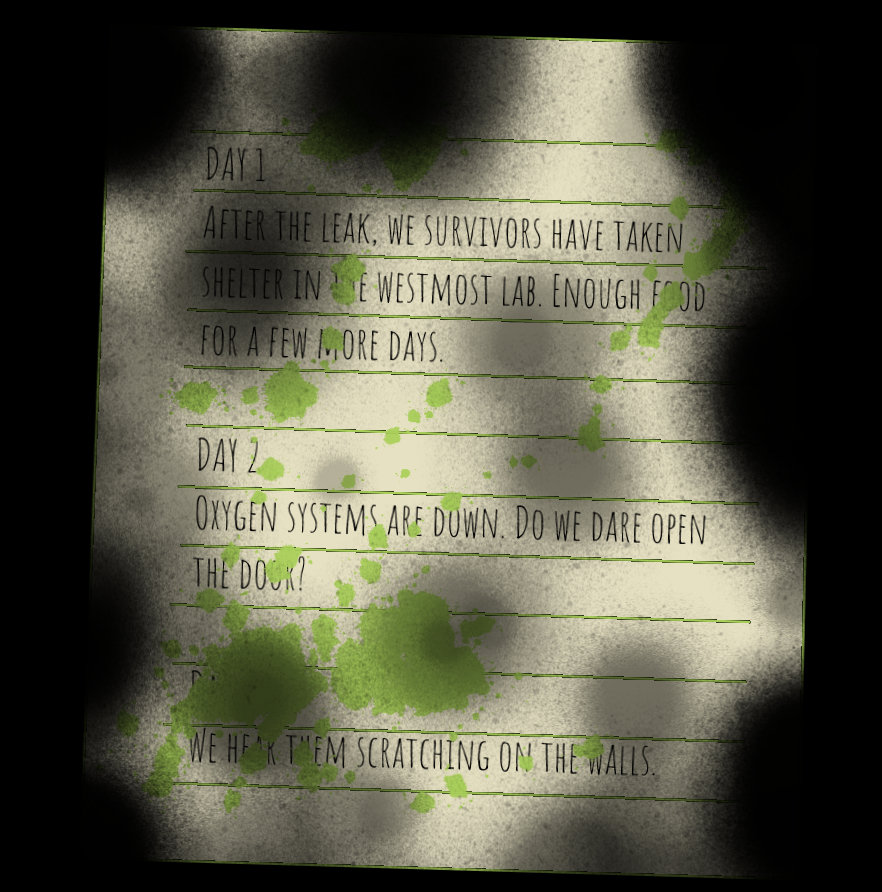 DAY 1
AFTER THE LEAK, WE SURVIVORS HAVE TAKEN
SHELTER IN THE WESTMOST LAB. ENOUGH FOOD
FOR A FEW MORE DAYS.
DAY 2
OXYGEN SYSTEMS ARE DOWN. DO WE DARE OPEN
THE DOOR?
WE HEAR THEM SCRATCHING ON THE WALLS.